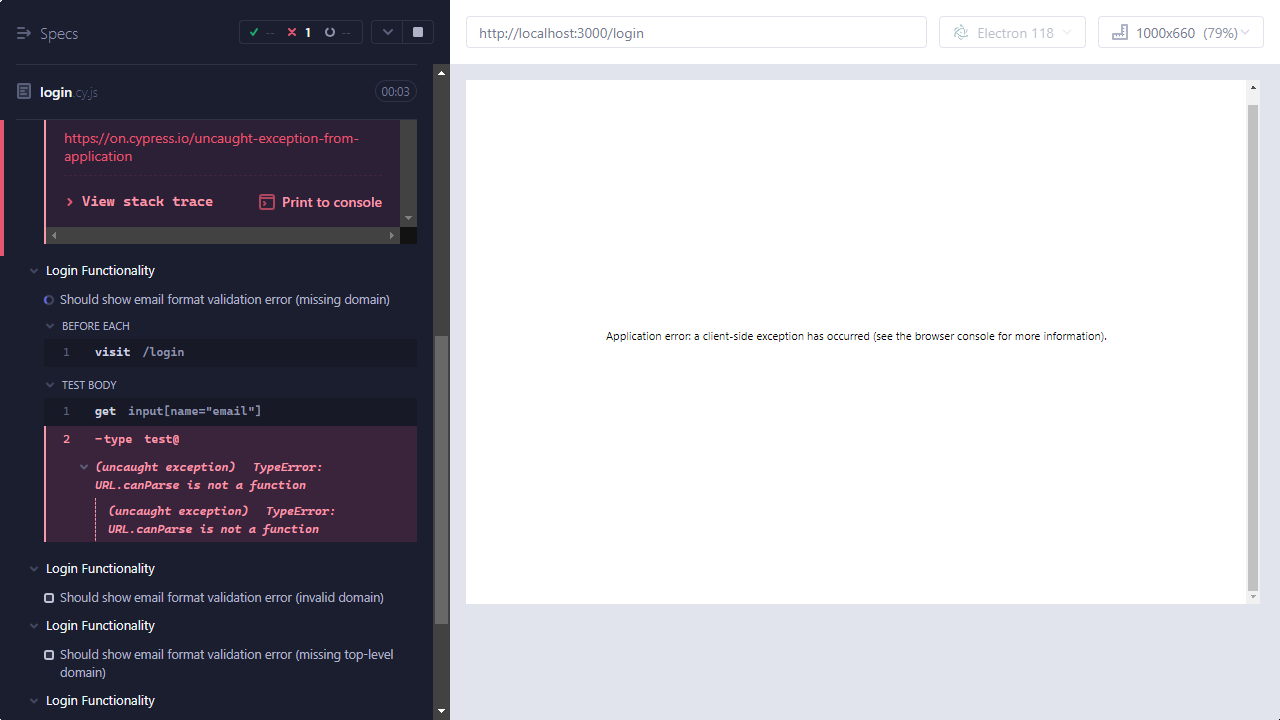 Specs
-- 1 --
login.cy.js
00:03
https://on.cypress.io/uncaught-exception-from-
application
View stack trace
Print to console
Login Functionality
Should show email format validation error (missing domain)
BEFORE EACH
1 visit /login
TEST BODY
1 get input[name="email"]
2 -type test@
(uncaught exception) TypeError:
URL.canParse is not a function
(uncaught exception) TypeError:
URL.canParse is not a function
Login Functionality
Should show email format validation error (invalid domain)
Login Functionality
Should show email format validation error (missing top-level
domain)
Login Functionality
http://localhost:3000/login
Electron 118
1000x660 (79%)
Application error: a client-side exception has occurred (see the browser console for more information).